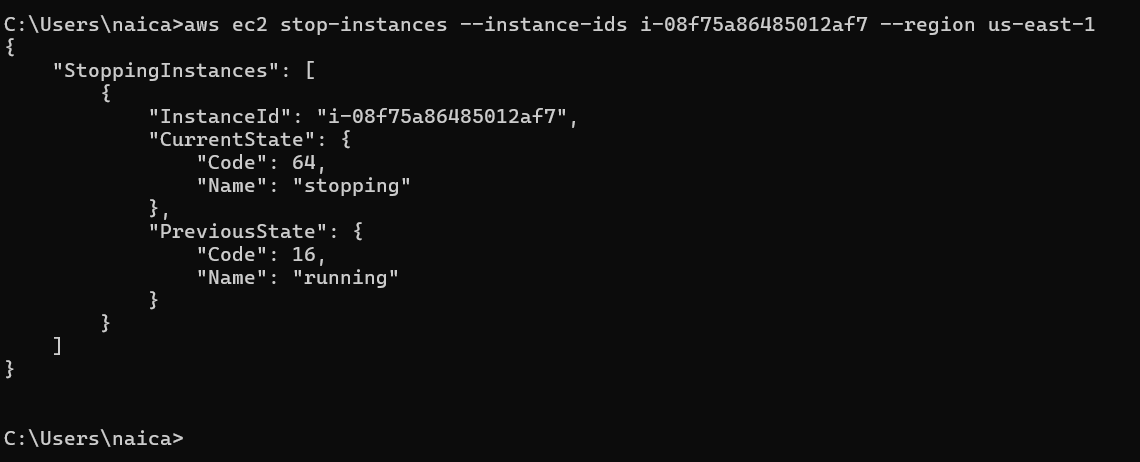 C:\Users\naica>aws ec2 stop-instances --instance-ids i-08f75a86485012af7 --region us-east-1
{
    "StoppingInstances": [
        {
            "InstanceId": "i-08f75a86485012af7",
            "CurrentState": {
                "Code": 64,
                "Name": "stopping"
            },
            "PreviousState": {
                "Code": 16,
                "Name": "running"
            }
        }
    ]
}
C:\Users\naica>